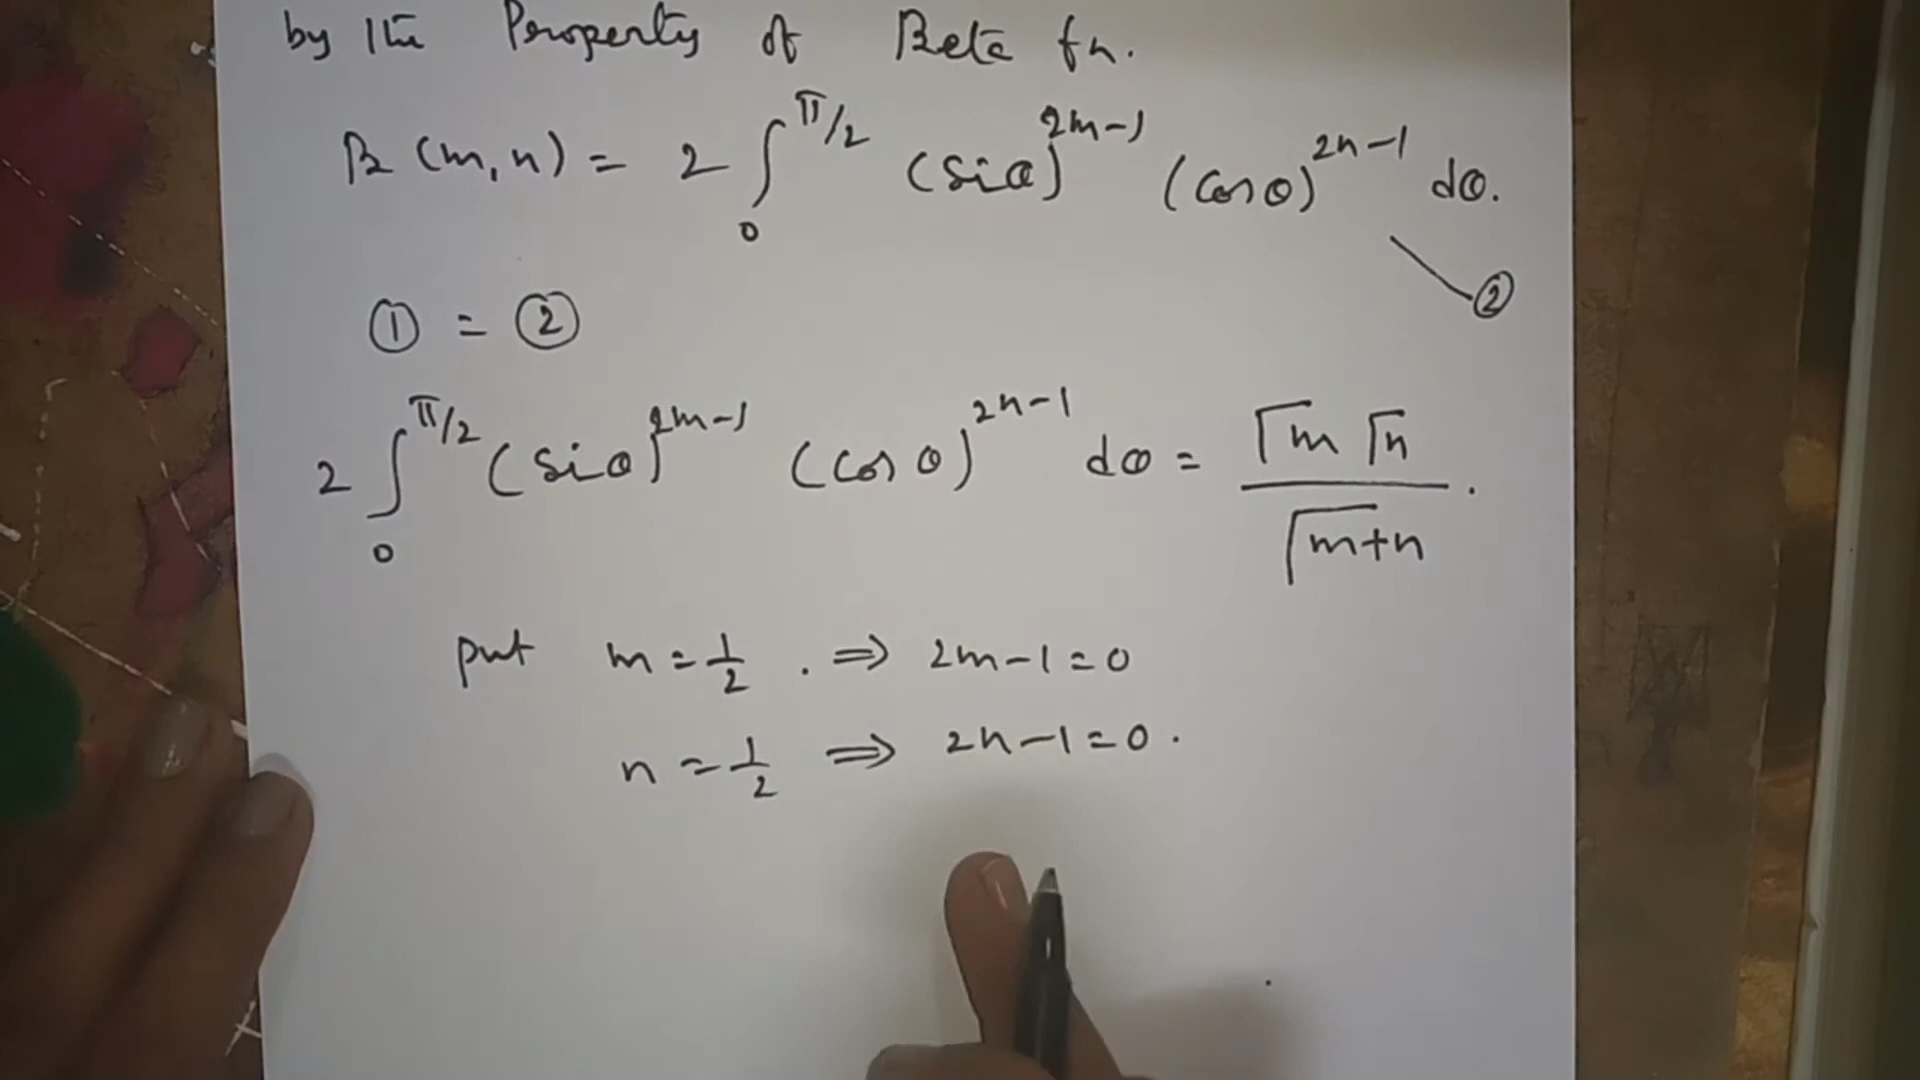 by the Property of Beta fn.
β (m, n) = 2 ∫₀^{π/2} (sinθ)^{2m-1} (cosθ)^{2n-1} dθ.
②
① = ②
2 ∫₀^{π/2} (sinθ)^{2m-1} (cosθ)^{2n-1} dθ = Γm Γn / Γm+n .
put m = 1/2 . ⇒ 2m-1=0
n = 1/2 ⇒ 2n-1=0 .